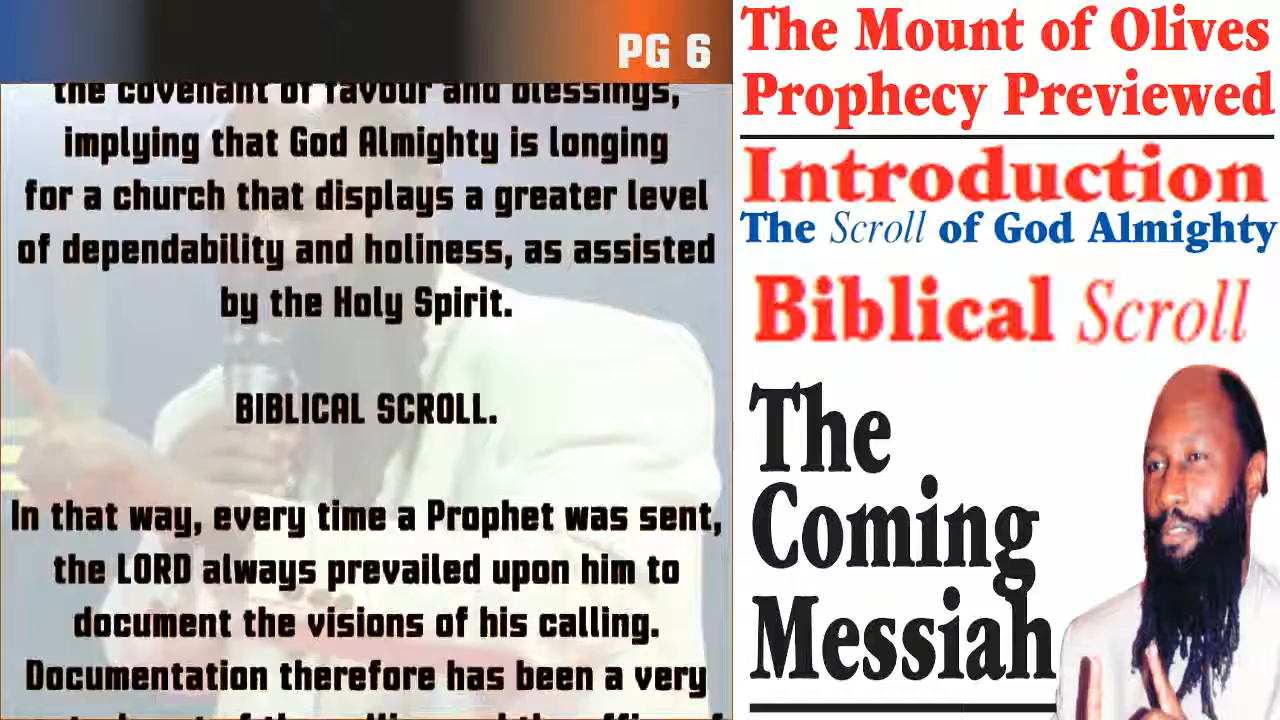 PG 6
the covenant of favour and blessings,
implying that God Almighty is longing
for a church that displays a greater level
of dependability and holiness, as assisted
by the Holy Spirit.
BIBLICAL SCROLL.
In that way, every time a Prophet was sent,
the LORD always prevailed upon him to
document the visions of his calling.
Documentation therefore has been a very
The Mount of Olives
Prophecy Previewed
Introduction
The Scroll of God Almighty
Biblical Scroll
The
Coming
Messiah